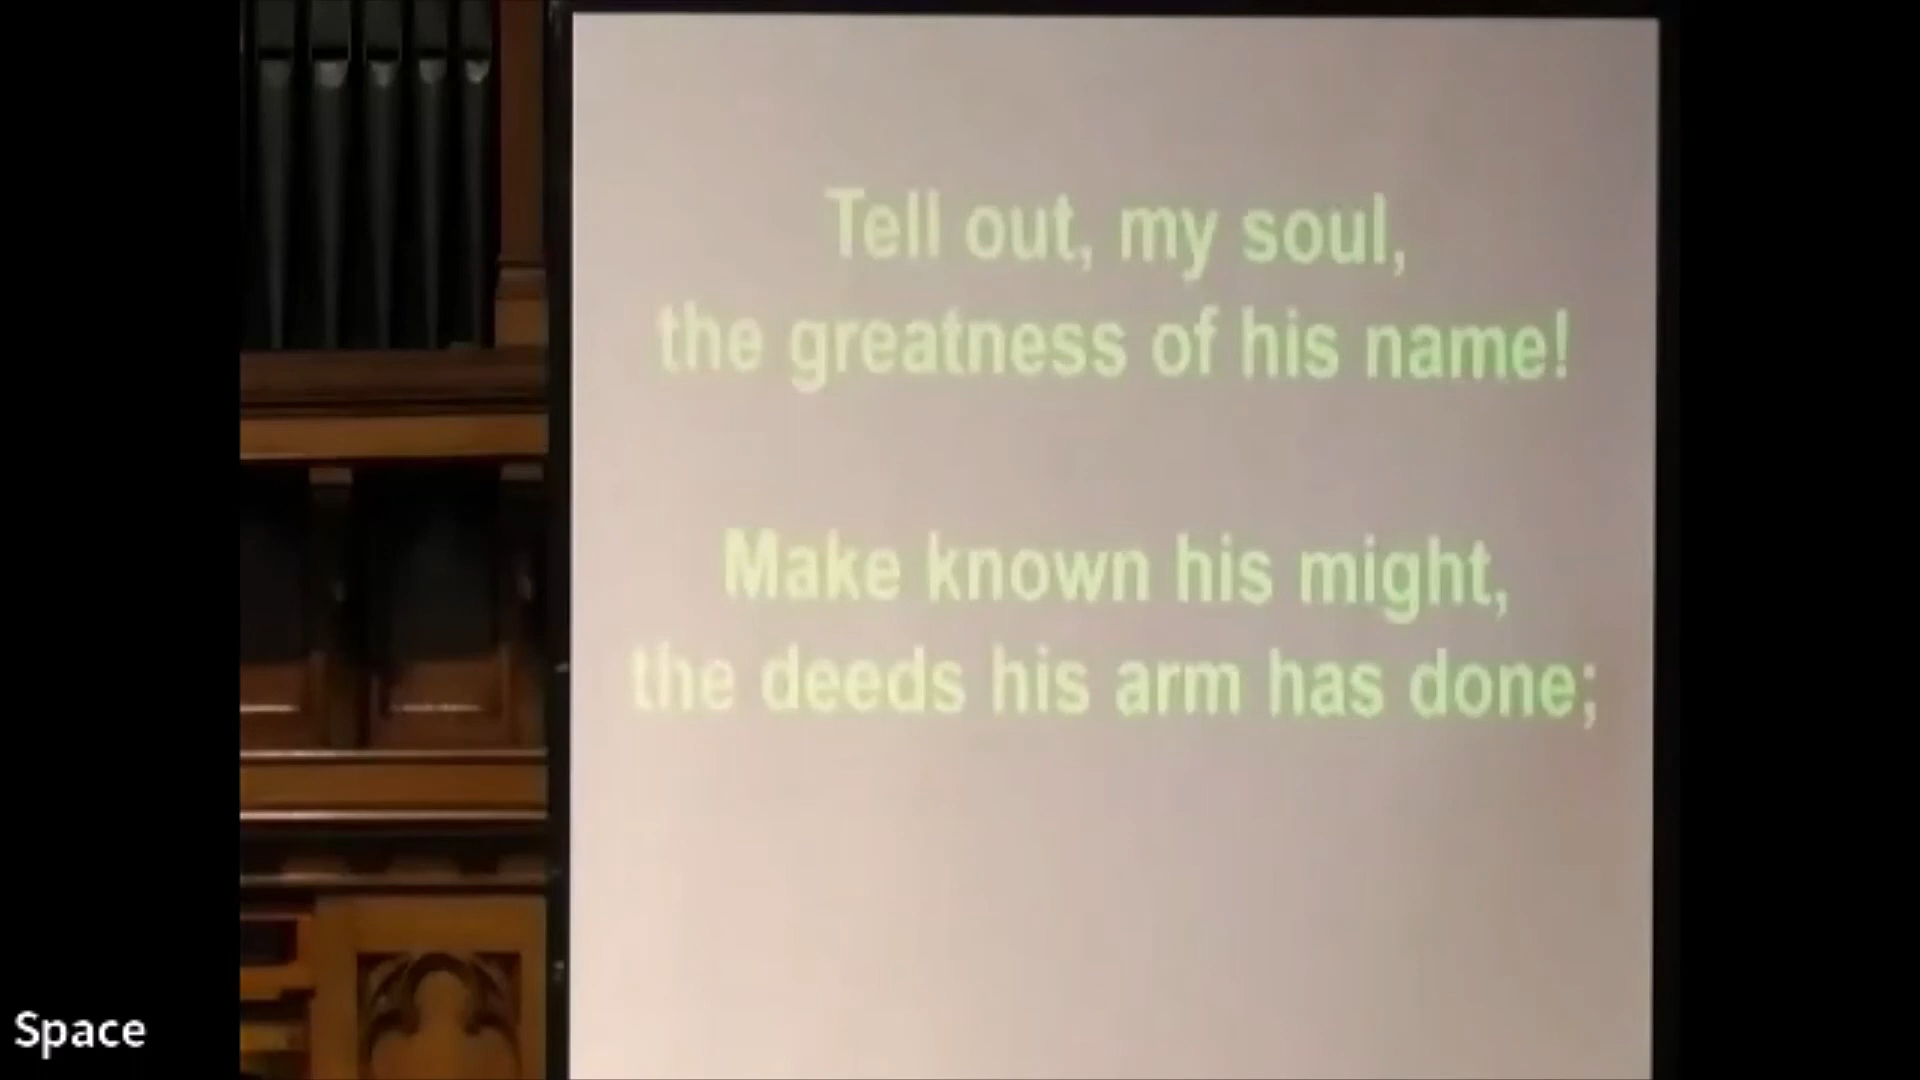 Tell out, my soul,
the greatness of his name!
Make known his might,
the deeds his arm has done;
Space